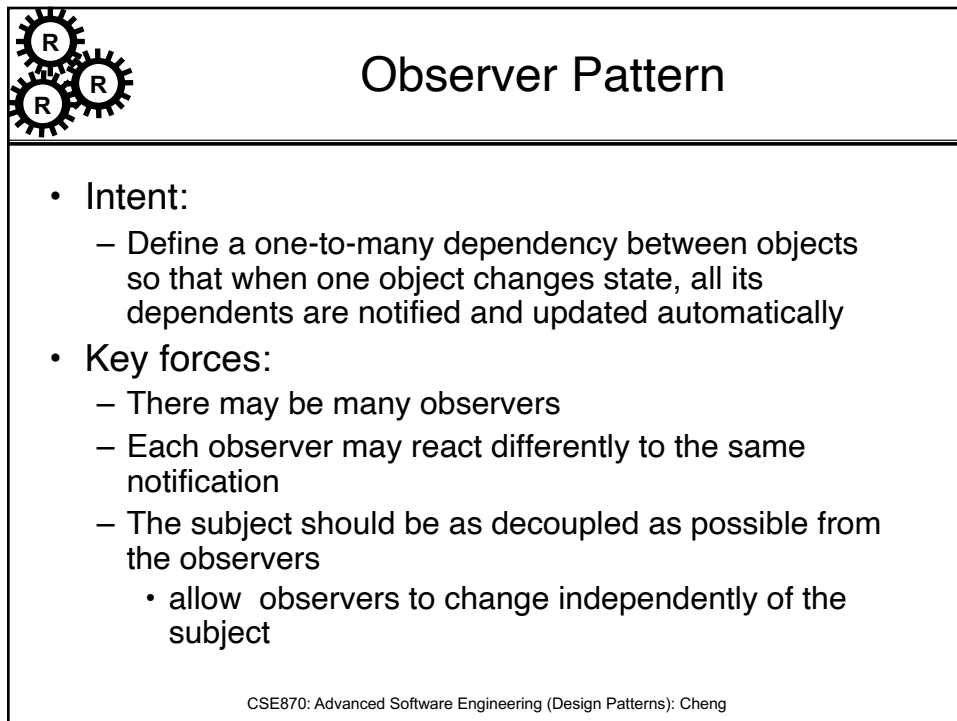 R
R
R
Observer Pattern
• Intent:
– Define a one-to-many dependency between objects
so that when one object changes state, all its
dependents are notified and updated automatically
• Key forces:
– There may be many observers
– Each observer may react differently to the same
notification
– The subject should be as decoupled as possible from
the observers
• allow  observers to change independently of the
subject
CSE870: Advanced Software Engineering (Design Patterns): Cheng